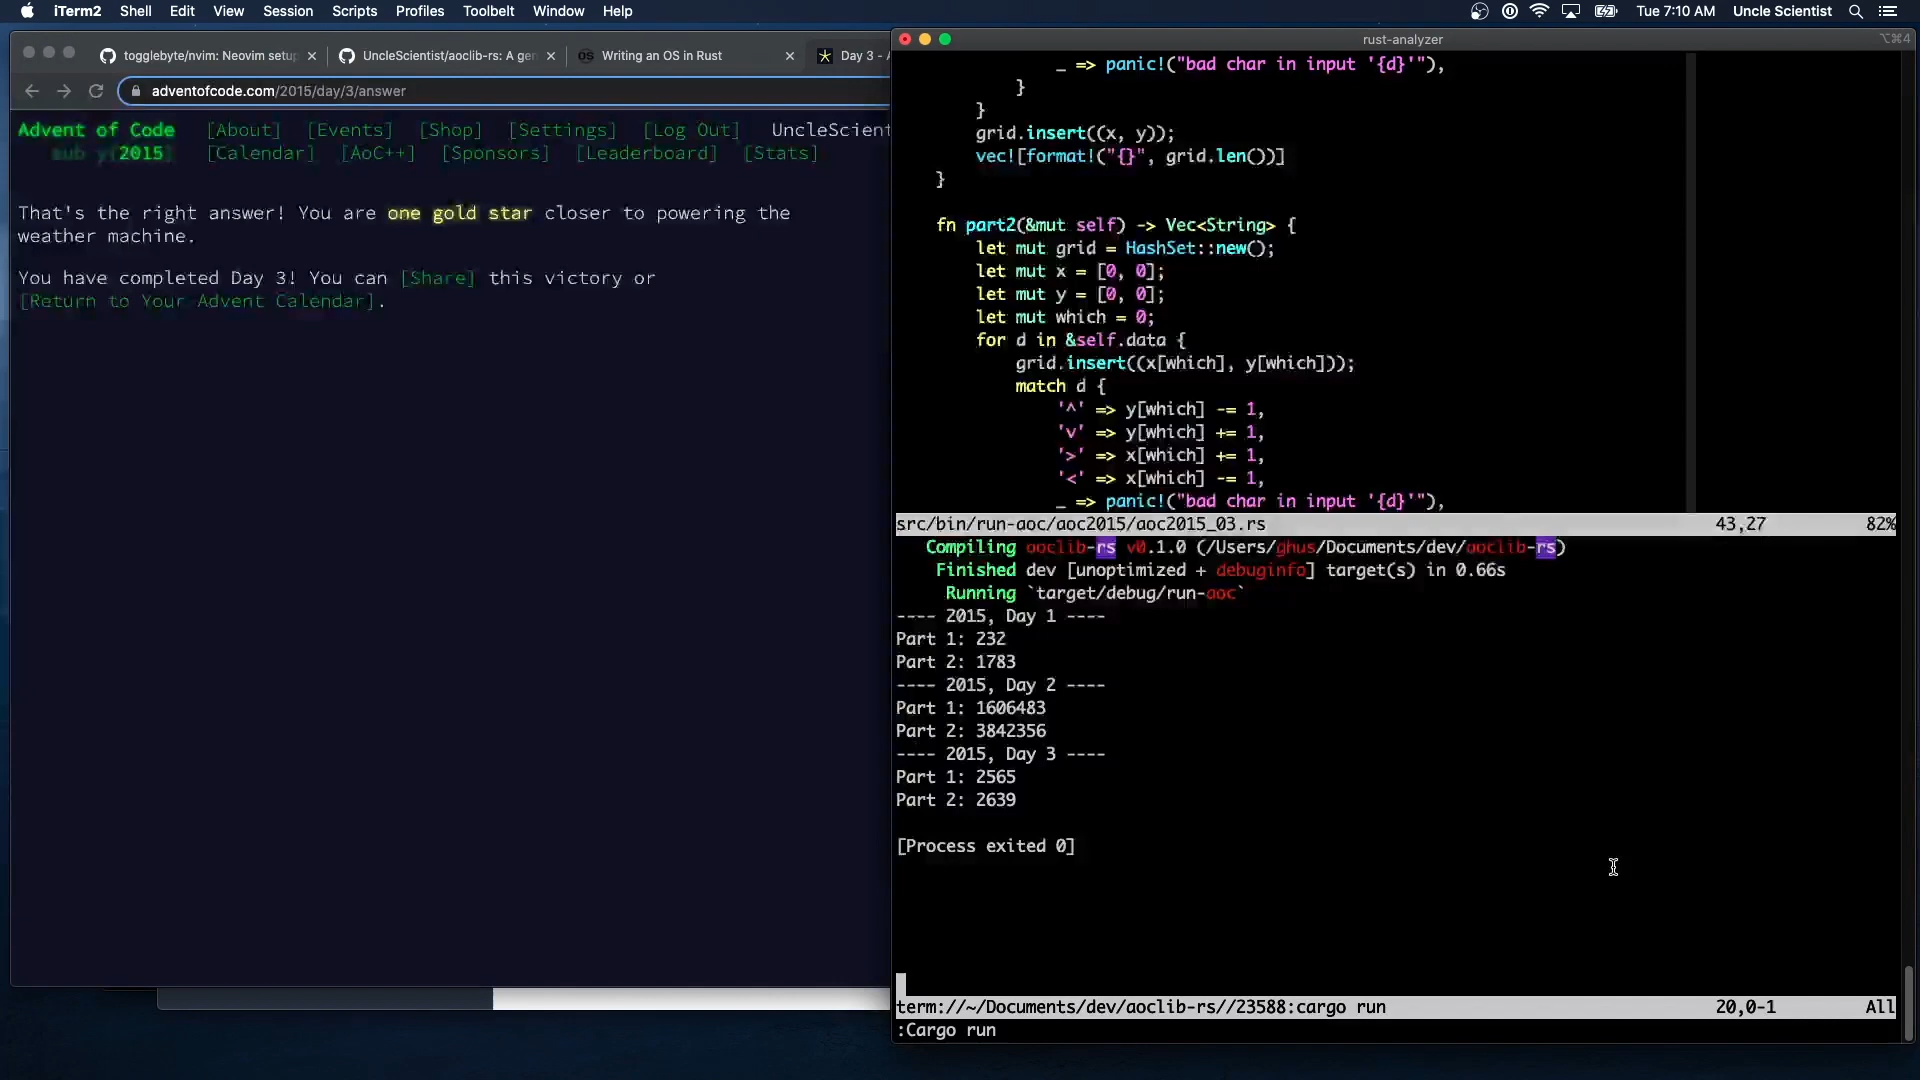 iTerm2 Shell Edit View Session Scripts Profiles Toolbelt Window Help Tue 7:10 AM Uncle Scientist
togglebyte/nvim: Neovim setup UncleScientist/aoclib-rs: A gen Writing an OS in Rust Day 3 - A
adventofcode.com/2015/day/3/answer
Advent of Code [About] [Events] [Shop] [Settings] [Log Out] UncleScient
sub y{2015} [Calendar] [AoC++] [Sponsors] [Leaderboard] [Stats]
That's the right answer! You are one gold star closer to powering the
weather machine.
You have completed Day 3! You can [Share] this victory or
[Return to Your Advent Calendar].
rust-analyzer ⌥⌘4
_ => panic!("bad char in input '{d}'"),
}
}
grid.insert((x, y));
vec![format!("{}", grid.len())]
}
fn part2(&mut self) -> Vec<String> {
let mut grid = HashSet::new();
let mut x = [0, 0];
let mut y = [0, 0];
let mut which = 0;
for d in &self.data {
grid.insert((x[which], y[which]));
match d {
'^' => y[which] -= 1,
'v' => y[which] += 1,
'>' => x[which] += 1,
'<' => x[which] -= 1,
_ => panic!("bad char in input '{d}'"),
src/bin/run-aoc/aoc2015/aoc2015_03.rs 43,27 82%
Compiling aoclib-rs v0.1.0 (/Users/ghus/Documents/dev/aoclib-rs)
Finished dev [unoptimized + debuginfo] target(s) in 0.66s
Running `target/debug/run-aoc`
---- 2015, Day 1 ----
Part 1: 232
Part 2: 1783
---- 2015, Day 2 ----
Part 1: 1606483
Part 2: 3842356
---- 2015, Day 3 ----
Part 1: 2565
Part 2: 2639
[Process exited 0]
term://~/Documents/dev/aoclib-rs//23588:cargo run 20,0-1 All
:Cargo run